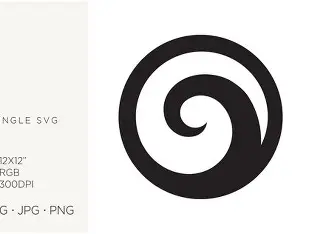 NGLE SVG
12X12"
RGB
300DPI
G · JPG · PNG